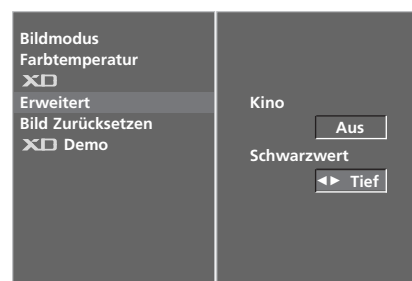 Bildmodus
Farbtemperatur
XD
Erweitert
Bild Zurücksetzen
XD Demo
Kino
Aus
Schwarzwert
◄► Tief